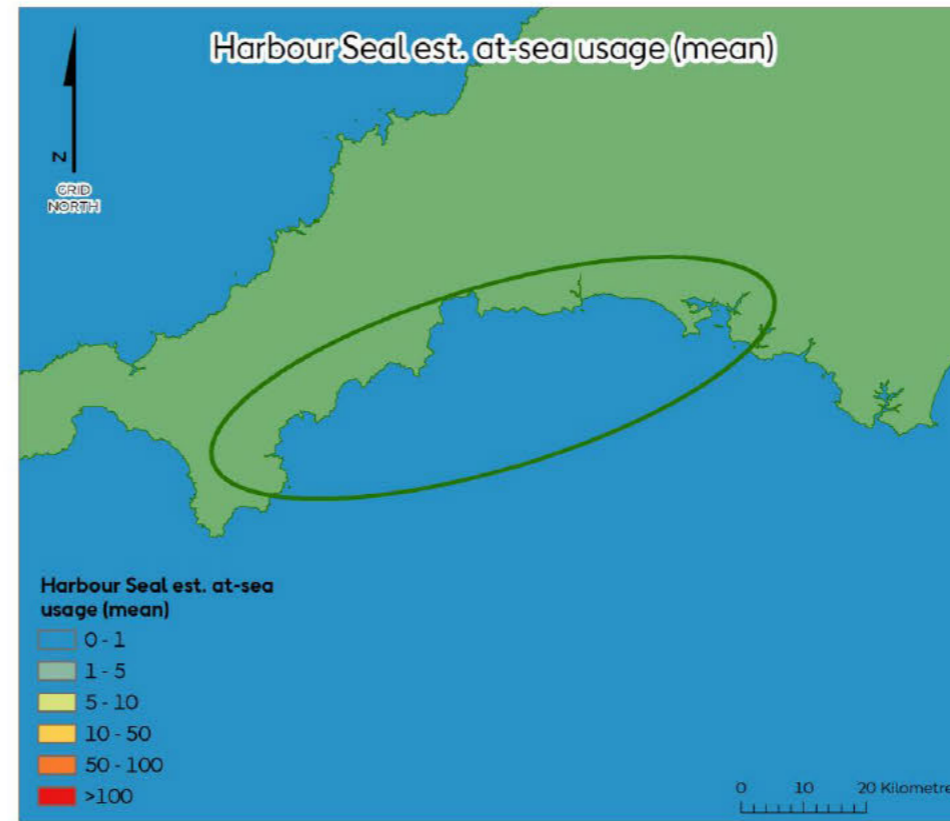 Harbour Seal est. at-sea usage (mean)
N
GRID
NORTH
Harbour Seal est. at-sea
usage (mean)
0 - 1
1 - 5
5 - 10
10 - 50
50 - 100
>100
0 10 20 Kilometre